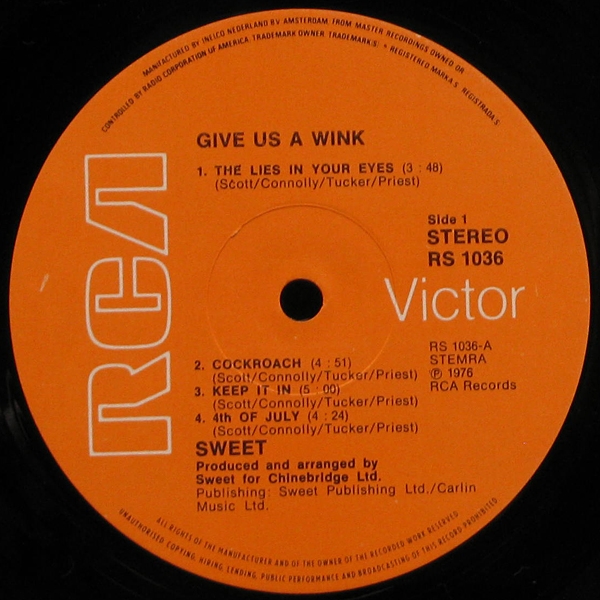 MANUFACTURED BY INELCO NEDERLAND B.V. AMSTERDAM. FROM MASTER RECORDINGS OWNED OR
CONTROLLED BY RADIO CORPORATION OF AMERICA. TRADEMARK OWNER. TRADEMARK.S. • REGISTERED MARKA.S. REGISTRADA.S.
GIVE US A WINK
1. THE LIES IN YOUR EYES (3 : 48)
(Scott/Connolly/Tucker/Priest)
Side 1
STEREO
RS 1036
RCA
Victor
RS 1036-A
STEMRA
℗ 1976
RCA Records
2. COCKROACH (4 : 51)
(Scott/Connolly/Tucker/Priest)
3. KEEP IT IN (5 : 00)
(Scott/Connolly/Tucker/Priest)
4. 4th OF JULY (4 : 24)
(Scott/Connolly/Tucker/Priest)
SWEET
Produced and arranged by
Sweet for Chinebridge Ltd.
Publishing: Sweet Publishing Ltd./Carlin
Music Ltd.
ALL RIGHTS OF THE MANUFACTURER AND OF THE OWNER OF THE RECORDED WORK RESERVED
UNAUTHORISED COPYING, HIRING, LENDING, PUBLIC PERFORMANCE AND BROADCASTING OF THIS RECORD PROHIBITED